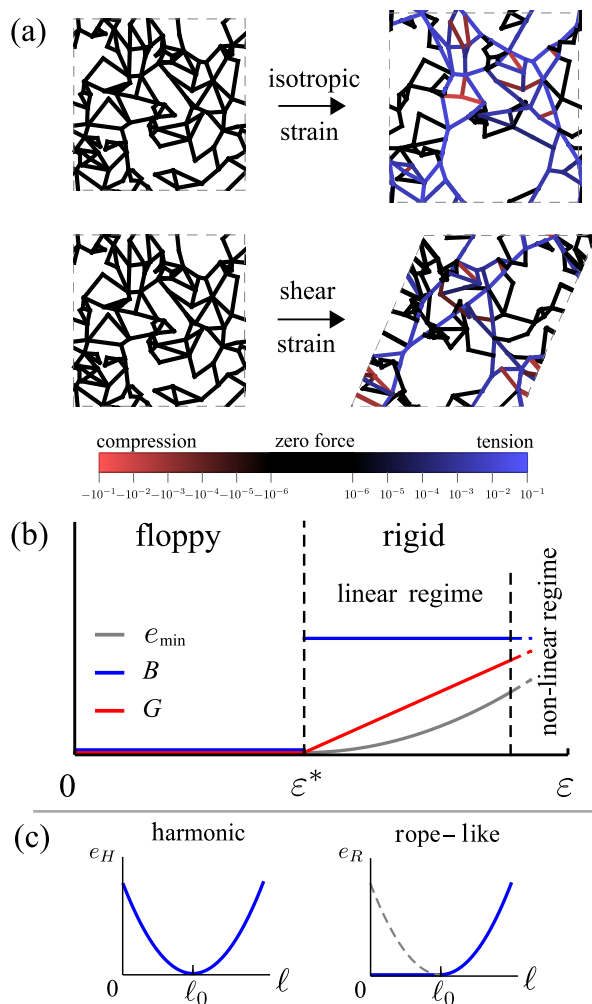 (a)
isotropic
strain
shear
strain
compression zero force tension
−10⁻¹ −10⁻² −10⁻³ −10⁻⁴ −10⁻⁵ −10⁻⁶ 10⁻⁶ 10⁻⁵ 10⁻⁴ 10⁻³ 10⁻² 10⁻¹
(b)
floppy rigid
linear regime
non-linear regime
e_min
B
G
0 ε* ε
(c)
harmonic rope-like
e_H e_R
0 ℓ₀ ℓ 0 ℓ₀ ℓ